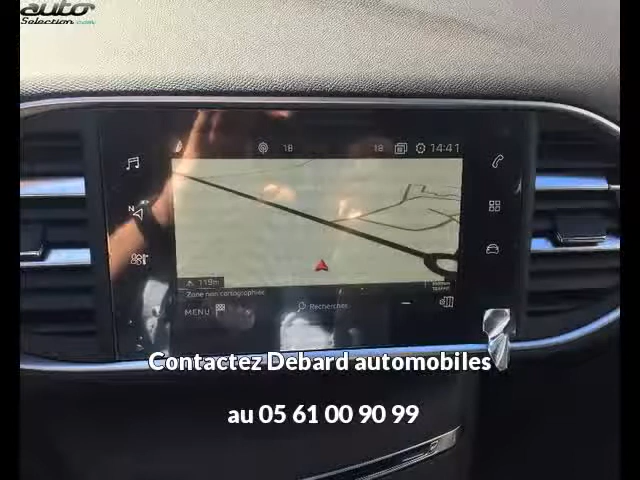 auto
Selection.com
18 18 14:41
N
119m
Zone non cartographiée
MENU Rechercher
Contactez Debard automobiles
au 05 61 00 90 99